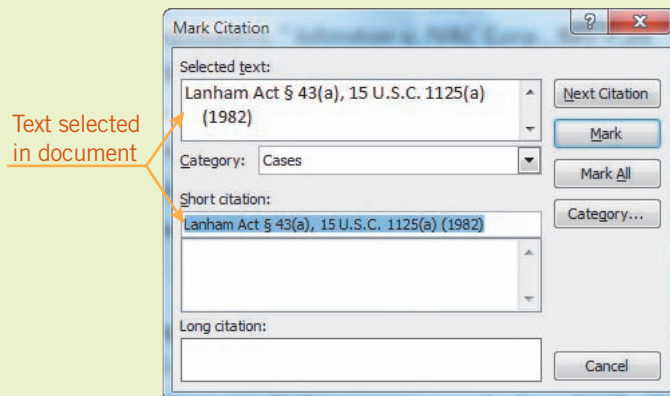 Mark Citation
Selected text:
Lanham Act § 43(a), 15 U.S.C. 1125(a)
(1982)
Next Citation
Text selected
in document
Mark
Category: Cases
Mark All
Short citation:
Lanham Act § 43(a), 15 U.S.C. 1125(a) (1982)
Category...
Long citation:
Cancel